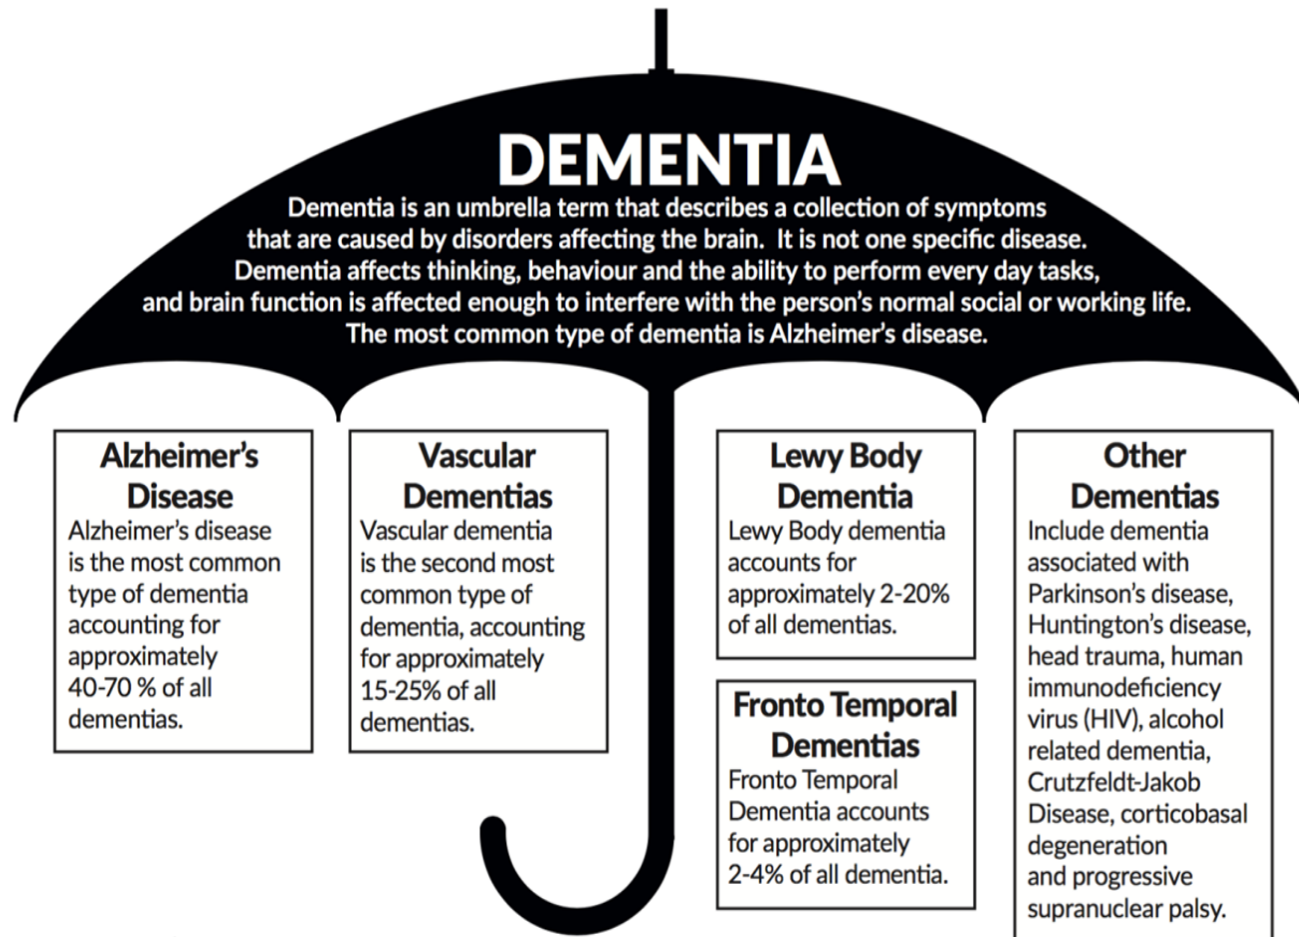 DEMENTIA
Dementia is an umbrella term that describes a collection of symptoms
that are caused by disorders affecting the brain. It is not one specific disease.
Dementia affects thinking, behaviour and the ability to perform every day tasks,
and brain function is affected enough to interfere with the person's normal social or working life.
The most common type of dementia is Alzheimer's disease.
Alzheimer's
Disease
Alzheimer's disease
is the most common
type of dementia
accounting for
approximately
40-70 % of all
dementias.
Vascular
Dementias
Vascular dementia
is the second most
common type of
dementia, accounting
for approximately
15-25% of all
dementias.
Lewy Body
Dementia
Lewy Body dementia
accounts for
approximately 2-20%
of all dementias.
Fronto Temporal
Dementias
Fronto Temporal
Dementia accounts
for approximately
2-4% of all dementia.
Other
Dementias
Include dementia
associated with
Parkinson's disease,
Huntington's disease,
head trauma, human
immunodeficiency
virus (HIV), alcohol
related dementia,
Crutzfeldt-Jakob
Disease, corticobasal
degeneration
and progressive
supranuclear palsy.